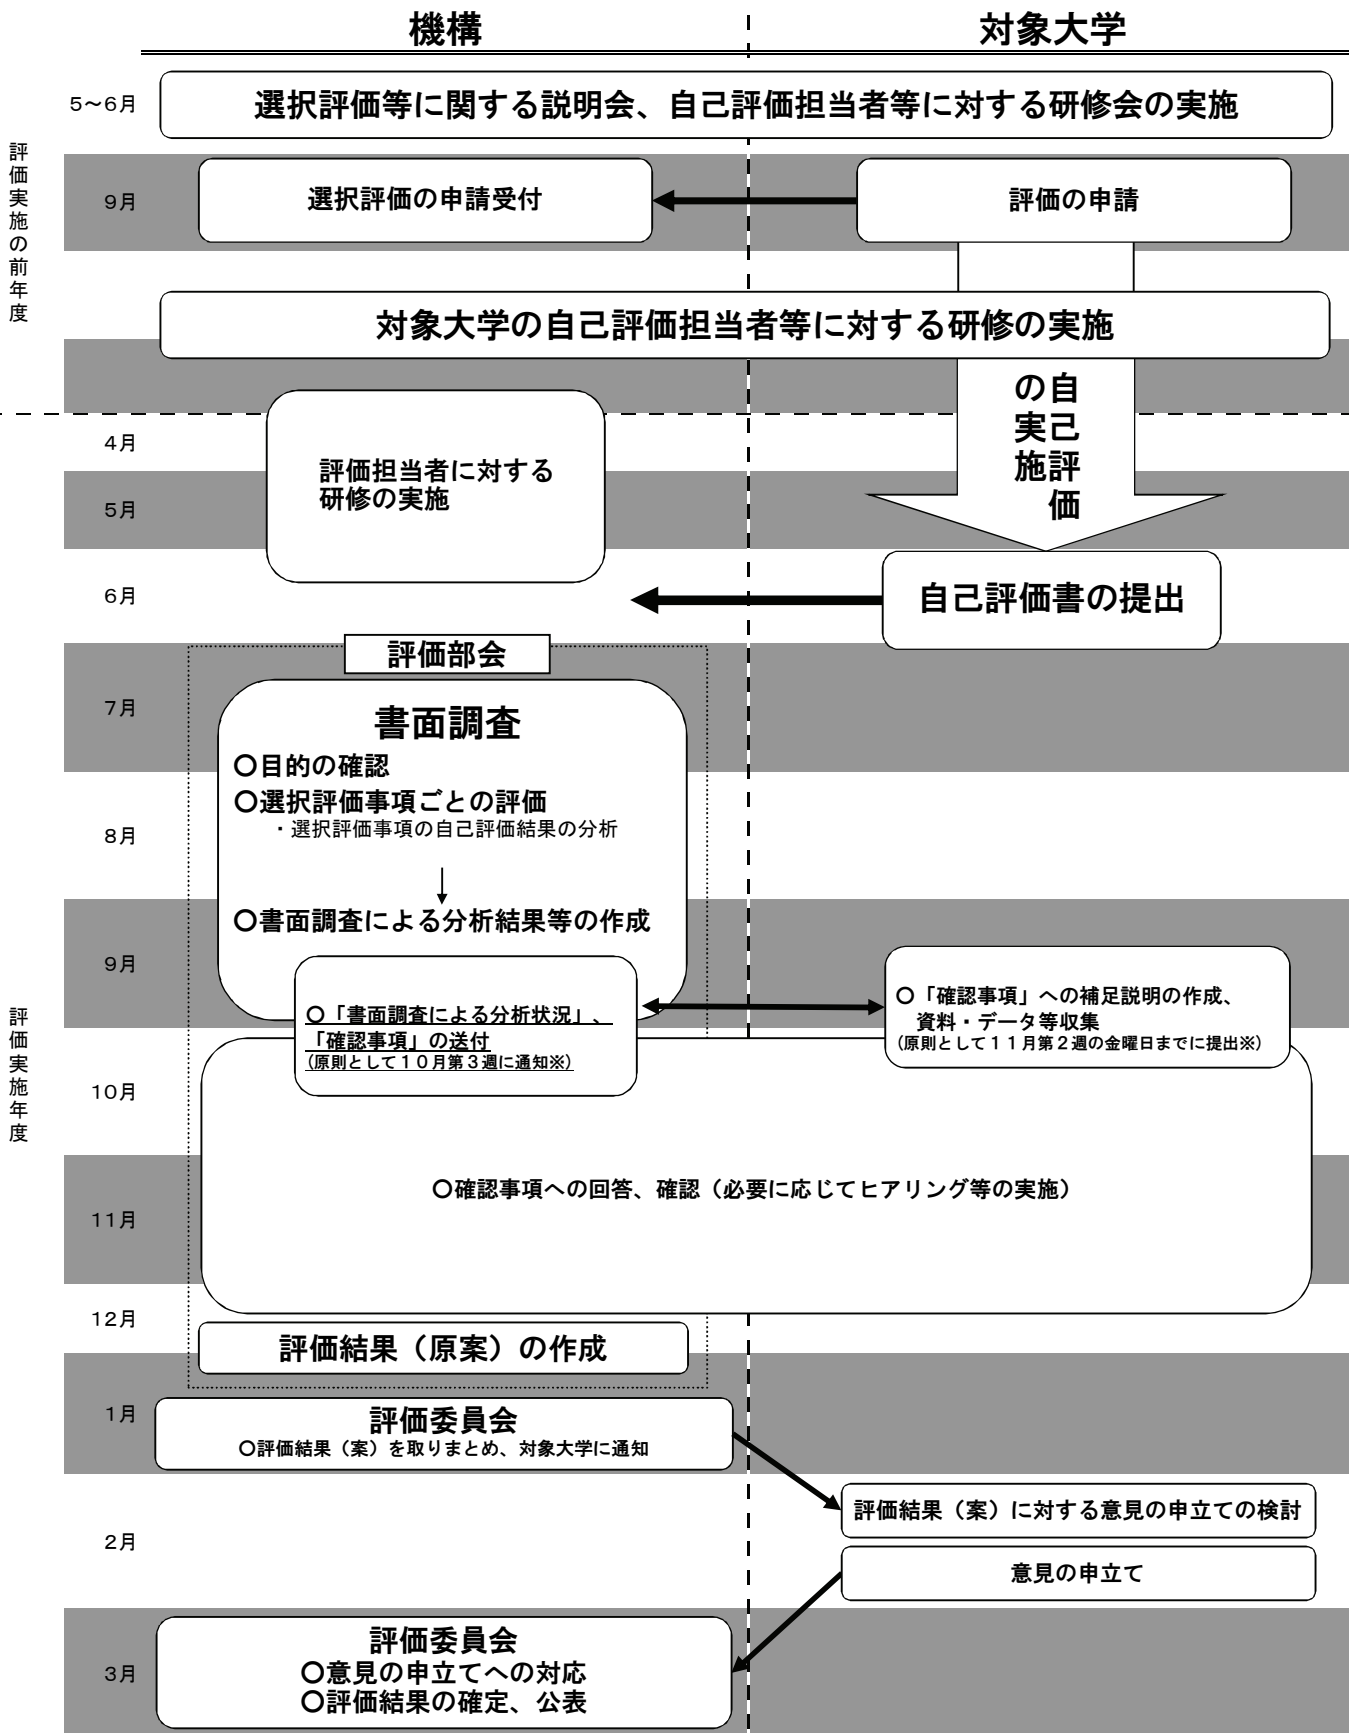 機構
対象大学
評価実施の前年度
5～6月
選択評価等に関する説明会、自己評価担当者等に対する研修会の実施
9月
選択評価の申請受付
評価の申請
対象大学の自己評価担当者等に対する研修の実施
自己評価
の実施
4月
評価担当者に対する
研修の実施
5月
6月
自己評価書の提出
評価実施年度
評価部会
7月
書面調査
○目的の確認
○選択評価事項ごとの評価
・選択評価事項の自己評価結果の分析
8月
○書面調査による分析結果等の作成
9月
○「書面調査による分析状況」、
「確認事項」の送付
(原則として１０月第３週に通知※)
○「確認事項」への補足説明の作成、
資料・データ等収集
(原則として１１月第２週の金曜日までに提出※)
10月
○確認事項への回答、確認（必要に応じてヒアリング等の実施）
11月
12月
評価結果（原案）の作成
1月
評価委員会
○評価結果（案）を取りまとめ、対象大学に通知
評価結果（案）に対する意見の申立ての検討
2月
意見の申立て
3月
評価委員会
○意見の申立てへの対応
○評価結果の確定、公表